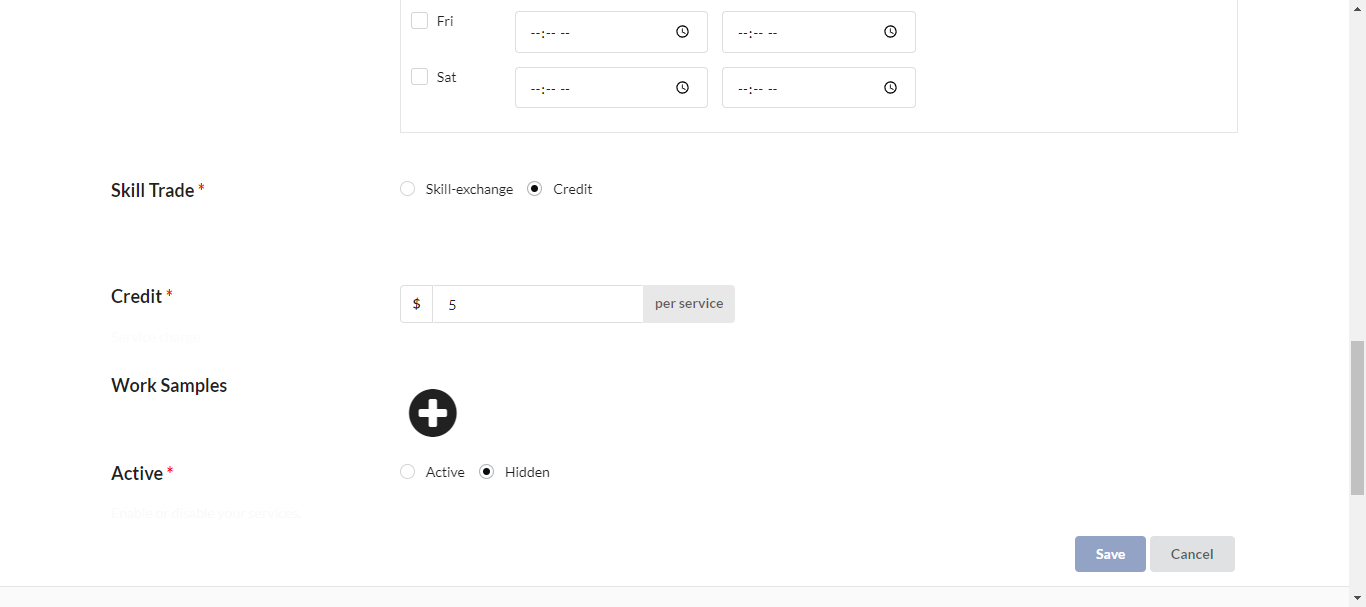 Fri --:-- -- --:-- --
Sat --:-- -- --:-- --
Skill Trade * Skill-exchange Credit
Credit * $ 5 per service
Service charge
Work Samples
Active * Active Hidden
Enable or disable your services.
Save Cancel